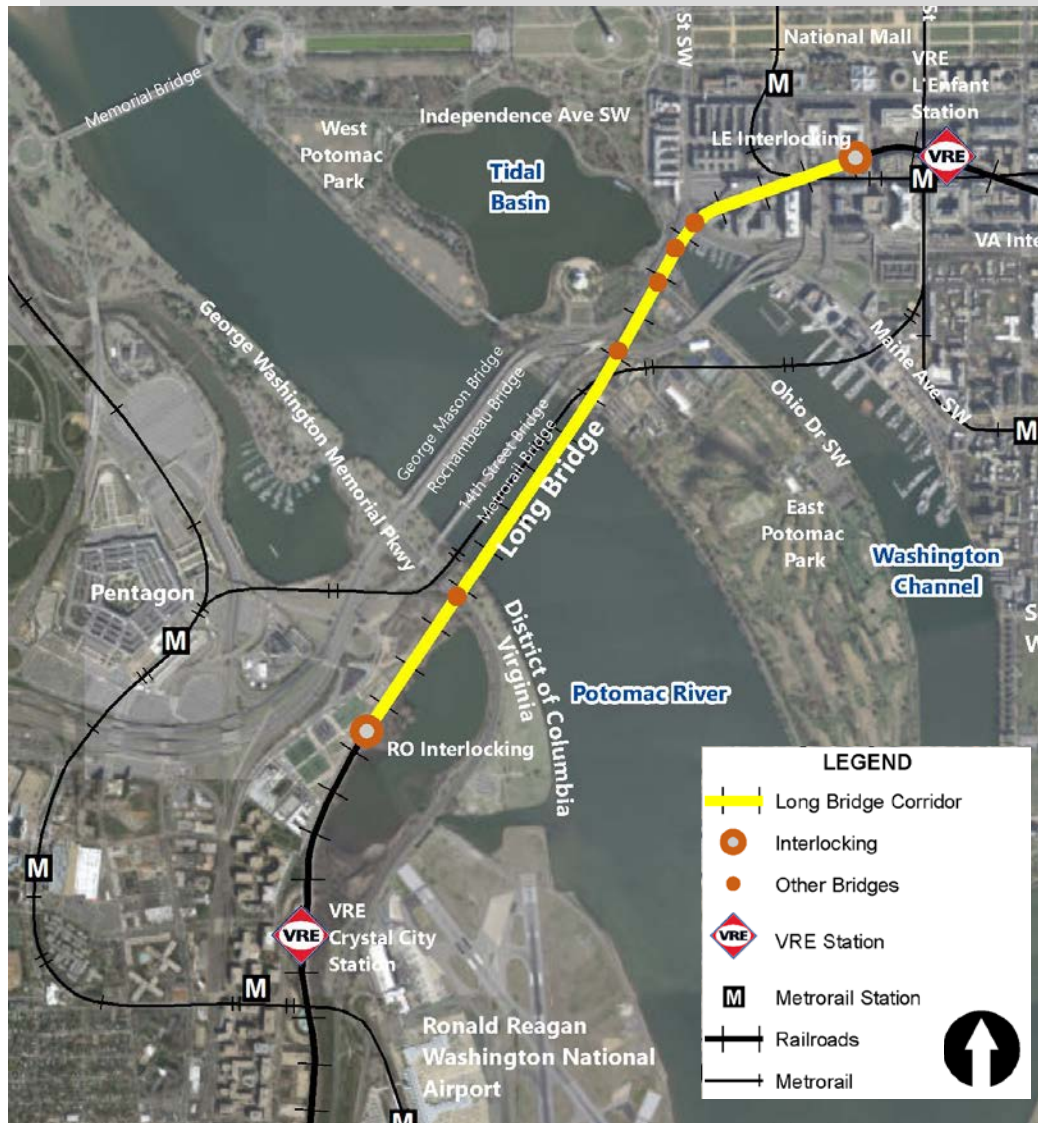 St SW
National Mall
St
VRE
L'Enfant
Station
Memorial Bridge
Independence Ave SW
LE Interlocking
West
Potomac
Park
Tidal
Basin
M
VRE
M
VA Inte
George Washington Memorial Pkwy
George Mason Bridge
Rochambeau Bridge
14th Street Bridge
Metrorail Bridge
Long Bridge
Maine Ave SW
Ohio Dr SW
M
East
Potomac
Park
Washington
Channel
Pentagon
M
S
W
District of Columbia
Virginia
Potomac River
RO Interlocking
M
VRE
VRE
Crystal City
Station
M
Ronald Reagan
Washington National
Airport
M
LEGEND
Long Bridge Corridor
Interlocking
Other Bridges
VRE
VRE Station
M
Metrorail Station
Railroads
Metrorail